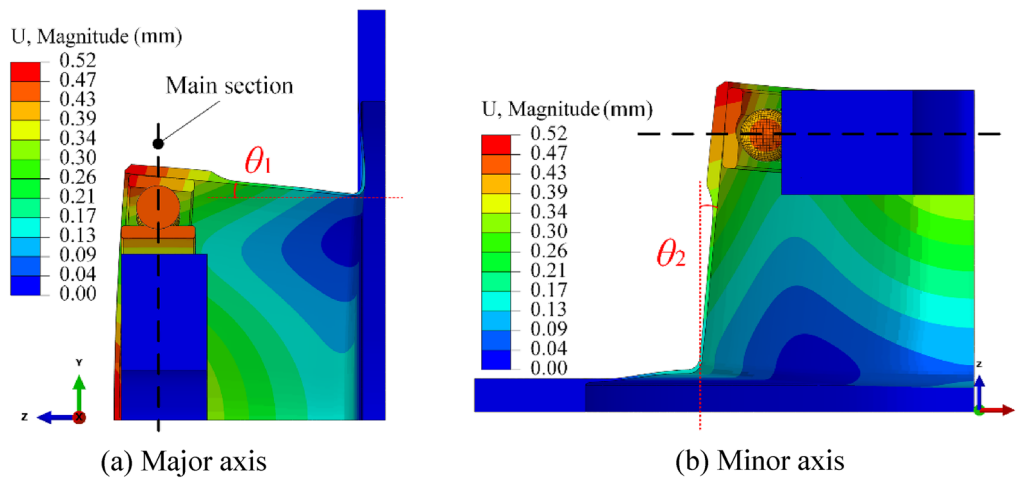 U, Magnitude (mm)
0.52
0.47
0.43
0.39
0.34
0.30
0.26
0.21
0.17
0.13
0.09
0.04
0.00
Main section
θ1
Y
Z
X
(a) Major axis
U, Magnitude (mm)
0.52
0.47
0.43
0.39
0.34
0.30
0.26
0.21
0.17
0.13
0.09
0.04
0.00
θ2
Z
(b) Minor axis